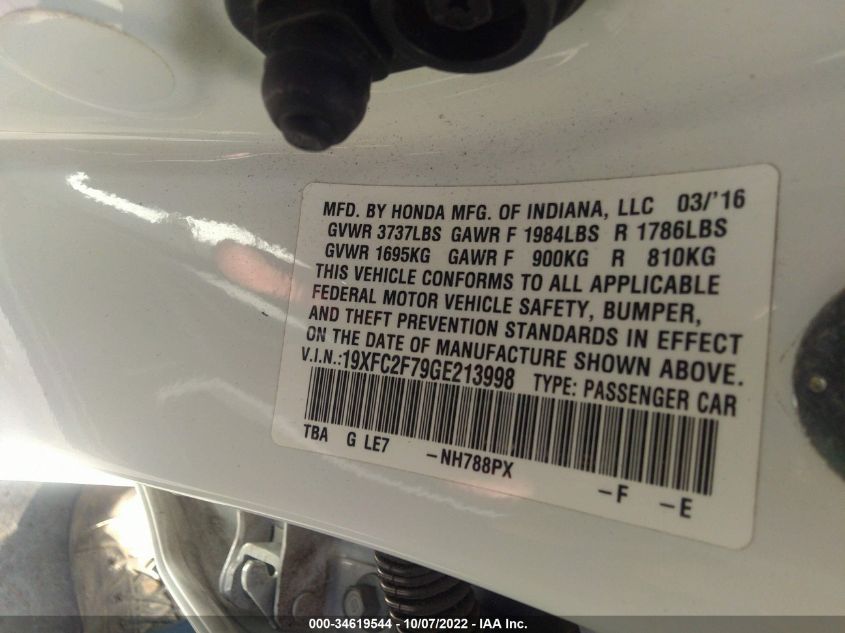 MFD. BY HONDA MFG. OF INDIANA, LLC 03/'16
GVWR 3737LBS GAWR F 1984LBS R 1786LBS
GVWR 1695KG GAWR F 900KG R 810KG
THIS VEHICLE CONFORMS TO ALL APPLICABLE
FEDERAL MOTOR VEHICLE SAFETY, BUMPER,
AND THEFT PREVENTION STANDARDS IN EFFECT
ON THE DATE OF MANUFACTURE SHOWN ABOVE.
V.I.N.:19XFC2F79GE213998 TYPE: PASSENGER CAR
TBA G LE7 -NH788PX -F -E
000-34619544 - 10/07/2022 - IAA Inc.